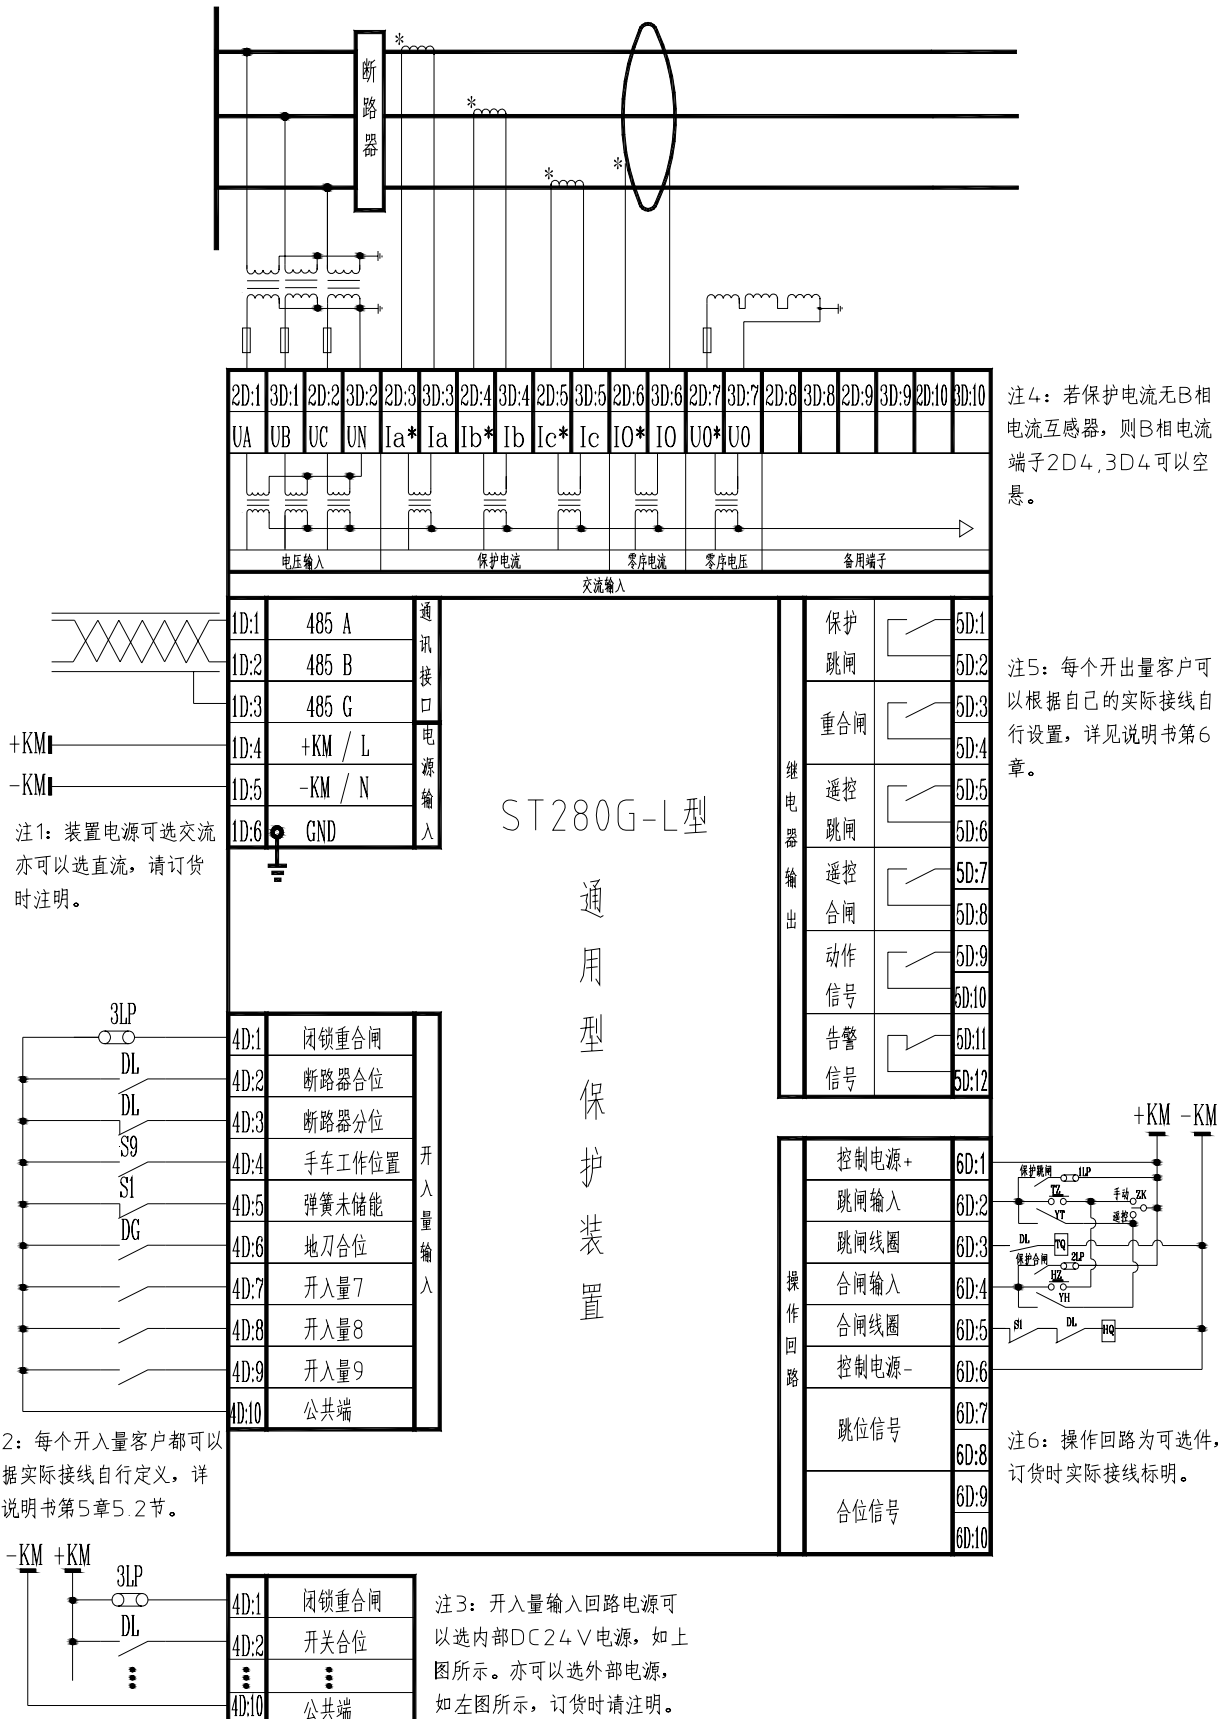 断路器
*
*
*
*
2D:1 3D:1 2D:2 3D:2 2D:3 3D:3 2D:4 3D:4 2D:5 3D:5 2D:6 3D:6 2D:7 3D:7 2D:8 3D:8 2D:9 3D:9 2D:10 3D:10
UA UB UC UN Ia* Ia Ib* Ib Ic* Ic I0* I0 U0* U0
电压输入 保护电流 零序电流 零序电压 备用端子
交流输入
注4：若保护电流无B相
电流互感器，则B相电流
端子2D4,3D4可以空
悬。
1D:1 485 A
1D:2 485 B
1D:3 485 G
通讯接口
+KM 1D:4 +KM / L
-KM 1D:5 -KM / N
1D:6 GND
电源输入
注1：装置电源可选交流
亦可以选直流，请订货
时注明。
ST280G-L型
通用型保护装置
继电器输出
保护跳闸 5D:1
5D:2
重合闸 5D:3
5D:4
遥控跳闸 5D:5
5D:6
遥控合闸 5D:7
5D:8
动作信号 5D:9
5D:10
告警信号 5D:11
5D:12
注5：每个开出量客户可
以根据自己的实际接线自
行设置，详见说明书第6
章。
3LP 4D:1 闭锁重合闸
DL 4D:2 断路器合位
DL 4D:3 断路器分位
S9 4D:4 手车工作位置
S1 4D:5 弹簧未储能
DG 4D:6 地刀合位
4D:7 开入量7
4D:8 开入量8
4D:9 开入量9
4D:10 公共端
开入量输入
2：每个开入量客户都可以
据实际接线自行定义，详
说明书第5章5.2节。
操作回路
控制电源+ 6D:1
跳闸输入 6D:2
跳闸线圈 6D:3
合闸输入 6D:4
合闸线圈 6D:5
控制电源- 6D:6
跳位信号 6D:7
6D:8
合位信号 6D:9
6D:10
+KM -KM
保护跳闸 1LP
TZ 手动 ZK
YT 遥控
DL TQ
保护合闸 2LP
HZ
YH
S1 DL HQ
注6：操作回路为可选件，
订货时实际接线标明。
-KM +KM
3LP 4D:1 闭锁重合闸
DL 4D:2 开关合位
4D:10 公共端
注3：开入量输入回路电源可
以选内部DC24V电源，如上
图所示。亦可以选外部电源，
如左图所示，订货时请注明。